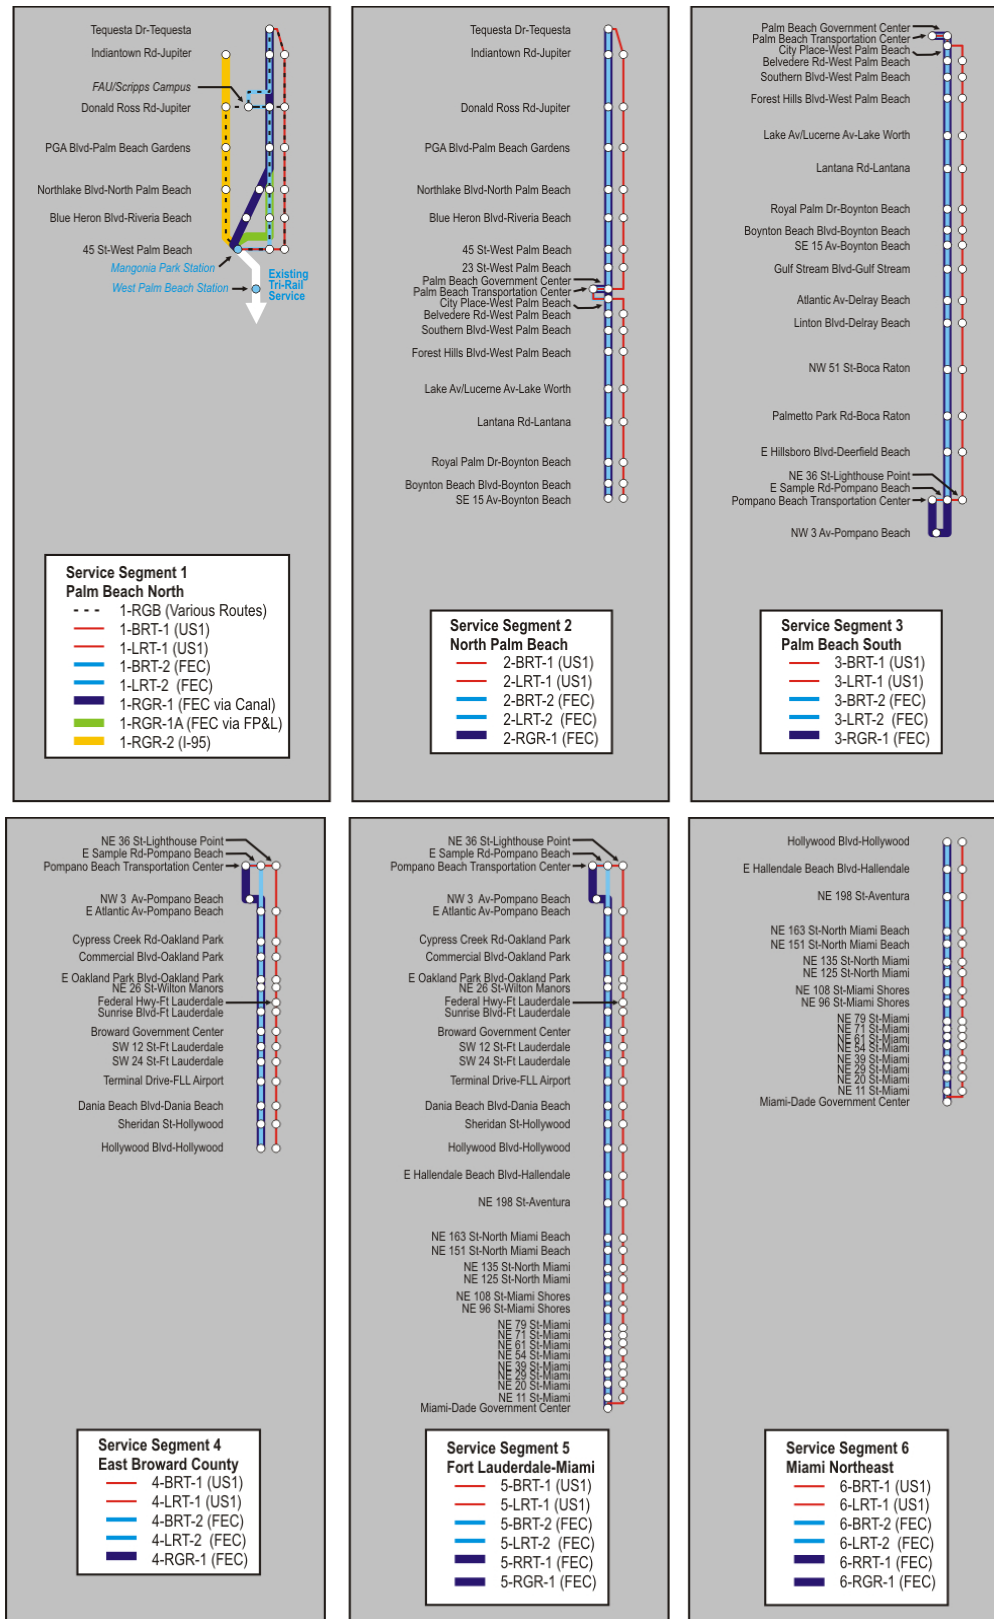 Tequesta Dr-Tequesta
Indiantown Rd-Jupiter
FAU/Scripps Campus
Donald Ross Rd-Jupiter
PGA Blvd-Palm Beach Gardens
Northlake Blvd-North Palm Beach
Blue Heron Blvd-Riveria Beach
45 St-West Palm Beach
Mangonia Park Station
West Palm Beach Station
Existing
Tri-Rail
Service
Service Segment 1
Palm Beach North
1-RGB (Various Routes)
1-BRT-1 (US1)
1-LRT-1 (US1)
1-BRT-2 (FEC)
1-LRT-2 (FEC)
1-RGR-1 (FEC via Canal)
1-RGR-1A (FEC via FP&L)
1-RGR-2 (I-95)
Tequesta Dr-Tequesta
Indiantown Rd-Jupiter
Donald Ross Rd-Jupiter
PGA Blvd-Palm Beach Gardens
Northlake Blvd-North Palm Beach
Blue Heron Blvd-Riveria Beach
45 St-West Palm Beach
23 St-West Palm Beach
Palm Beach Government Center
Palm Beach Transportation Center
City Place-West Palm Beach
Belvedere Rd-West Palm Beach
Southern Blvd-West Palm Beach
Forest Hills Blvd-West Palm Beach
Lake Av/Lucerne Av-Lake Worth
Lantana Rd-Lantana
Royal Palm Dr-Boynton Beach
Boynton Beach Blvd-Boynton Beach
SE 15 Av-Boynton Beach
Service Segment 2
North Palm Beach
2-BRT-1 (US1)
2-LRT-1 (US1)
2-BRT-2 (FEC)
2-LRT-2 (FEC)
2-RGR-1 (FEC)
Palm Beach Government Center
Palm Beach Transportation Center
City Place-West Palm Beach
Belvedere Rd-West Palm Beach
Southern Blvd-West Palm Beach
Forest Hills Blvd-West Palm Beach
Lake Av/Lucerne Av-Lake Worth
Lantana Rd-Lantana
Royal Palm Dr-Boynton Beach
Boynton Beach Blvd-Boynton Beach
SE 15 Av-Boynton Beach
Gulf Stream Blvd-Gulf Stream
Atlantic Av-Delray Beach
Linton Blvd-Delray Beach
NW 51 St-Boca Raton
Palmetto Park Rd-Boca Raton
E Hillsboro Blvd-Deerfield Beach
NE 36 St-Lighthouse Point
E Sample Rd-Pompano Beach
Pompano Beach Transportation Center
NW 3 Av-Pompano Beach
Service Segment 3
Palm Beach South
3-BRT-1 (US1)
3-LRT-1 (US1)
3-BRT-2 (FEC)
3-LRT-2 (FEC)
3-RGR-1 (FEC)
NE 36 St-Lighthouse Point
E Sample Rd-Pompano Beach
Pompano Beach Transportation Center
NW 3 Av-Pompano Beach
E Atlantic Av-Pompano Beach
Cypress Creek Rd-Oakland Park
Commercial Blvd-Oakland Park
E Oakland Park Blvd-Oakland Park
NE 26 St-Wilton Manors
Federal Hwy-Ft Lauderdale
Sunrise Blvd-Ft Lauderdale
Broward Government Center
SW 12 St-Ft Lauderdale
SW 24 St-Ft Lauderdale
Terminal Drive-FLL Airport
Dania Beach Blvd-Dania Beach
Sheridan St-Hollywood
Hollywood Blvd-Hollywood
Service Segment 4
East Broward County
4-BRT-1 (US1)
4-LRT-1 (US1)
4-BRT-2 (FEC)
4-LRT-2 (FEC)
4-RGR-1 (FEC)
NE 36 St-Lighthouse Point
E Sample Rd-Pompano Beach
Pompano Beach Transportation Center
NW 3 Av-Pompano Beach
E Atlantic Av-Pompano Beach
Cypress Creek Rd-Oakland Park
Commercial Blvd-Oakland Park
E Oakland Park Blvd-Oakland Park
NE 26 St-Wilton Manors
Federal Hwy-Ft Lauderdale
Sunrise Blvd-Ft Lauderdale
Broward Government Center
SW 12 St-Ft Lauderdale
SW 24 St-Ft Lauderdale
Terminal Drive-FLL Airport
Dania Beach Blvd-Dania Beach
Sheridan St-Hollywood
Hollywood Blvd-Hollywood
E Hallendale Beach Blvd-Hallendale
NE 198 St-Aventura
NE 163 St-North Miami Beach
NE 151 St-North Miami Beach
NE 135 St-North Miami
NE 125 St-North Miami
NE 108 St-Miami Shores
NE 96 St-Miami Shores
NE 79 St-Miami
NE 71 St-Miami
NE 61 St-Miami
NE 54 St-Miami
NE 39 St-Miami
NE 29 St-Miami
NE 20 St-Miami
NE 11 St-Miami
Miami-Dade Government Center
Service Segment 5
Fort Lauderdale-Miami
5-BRT-1 (US1)
5-LRT-1 (US1)
5-BRT-2 (FEC)
5-LRT-2 (FEC)
5-RRT-1 (FEC)
5-RGR-1 (FEC)
Hollywood Blvd-Hollywood
E Hallendale Beach Blvd-Hallendale
NE 198 St-Aventura
NE 163 St-North Miami Beach
NE 151 St-North Miami Beach
NE 135 St-North Miami
NE 125 St-North Miami
NE 108 St-Miami Shores
NE 96 St-Miami Shores
NE 79 St-Miami
NE 71 St-Miami
NE 61 St-Miami
NE 54 St-Miami
NE 39 St-Miami
NE 29 St-Miami
NE 20 St-Miami
NE 11 St-Miami
Miami-Dade Government Center
Service Segment 6
Miami Northeast
6-BRT-1 (US1)
6-LRT-1 (US1)
6-BRT-2 (FEC)
6-LRT-2 (FEC)
6-RRT-1 (FEC)
6-RGR-1 (FEC)